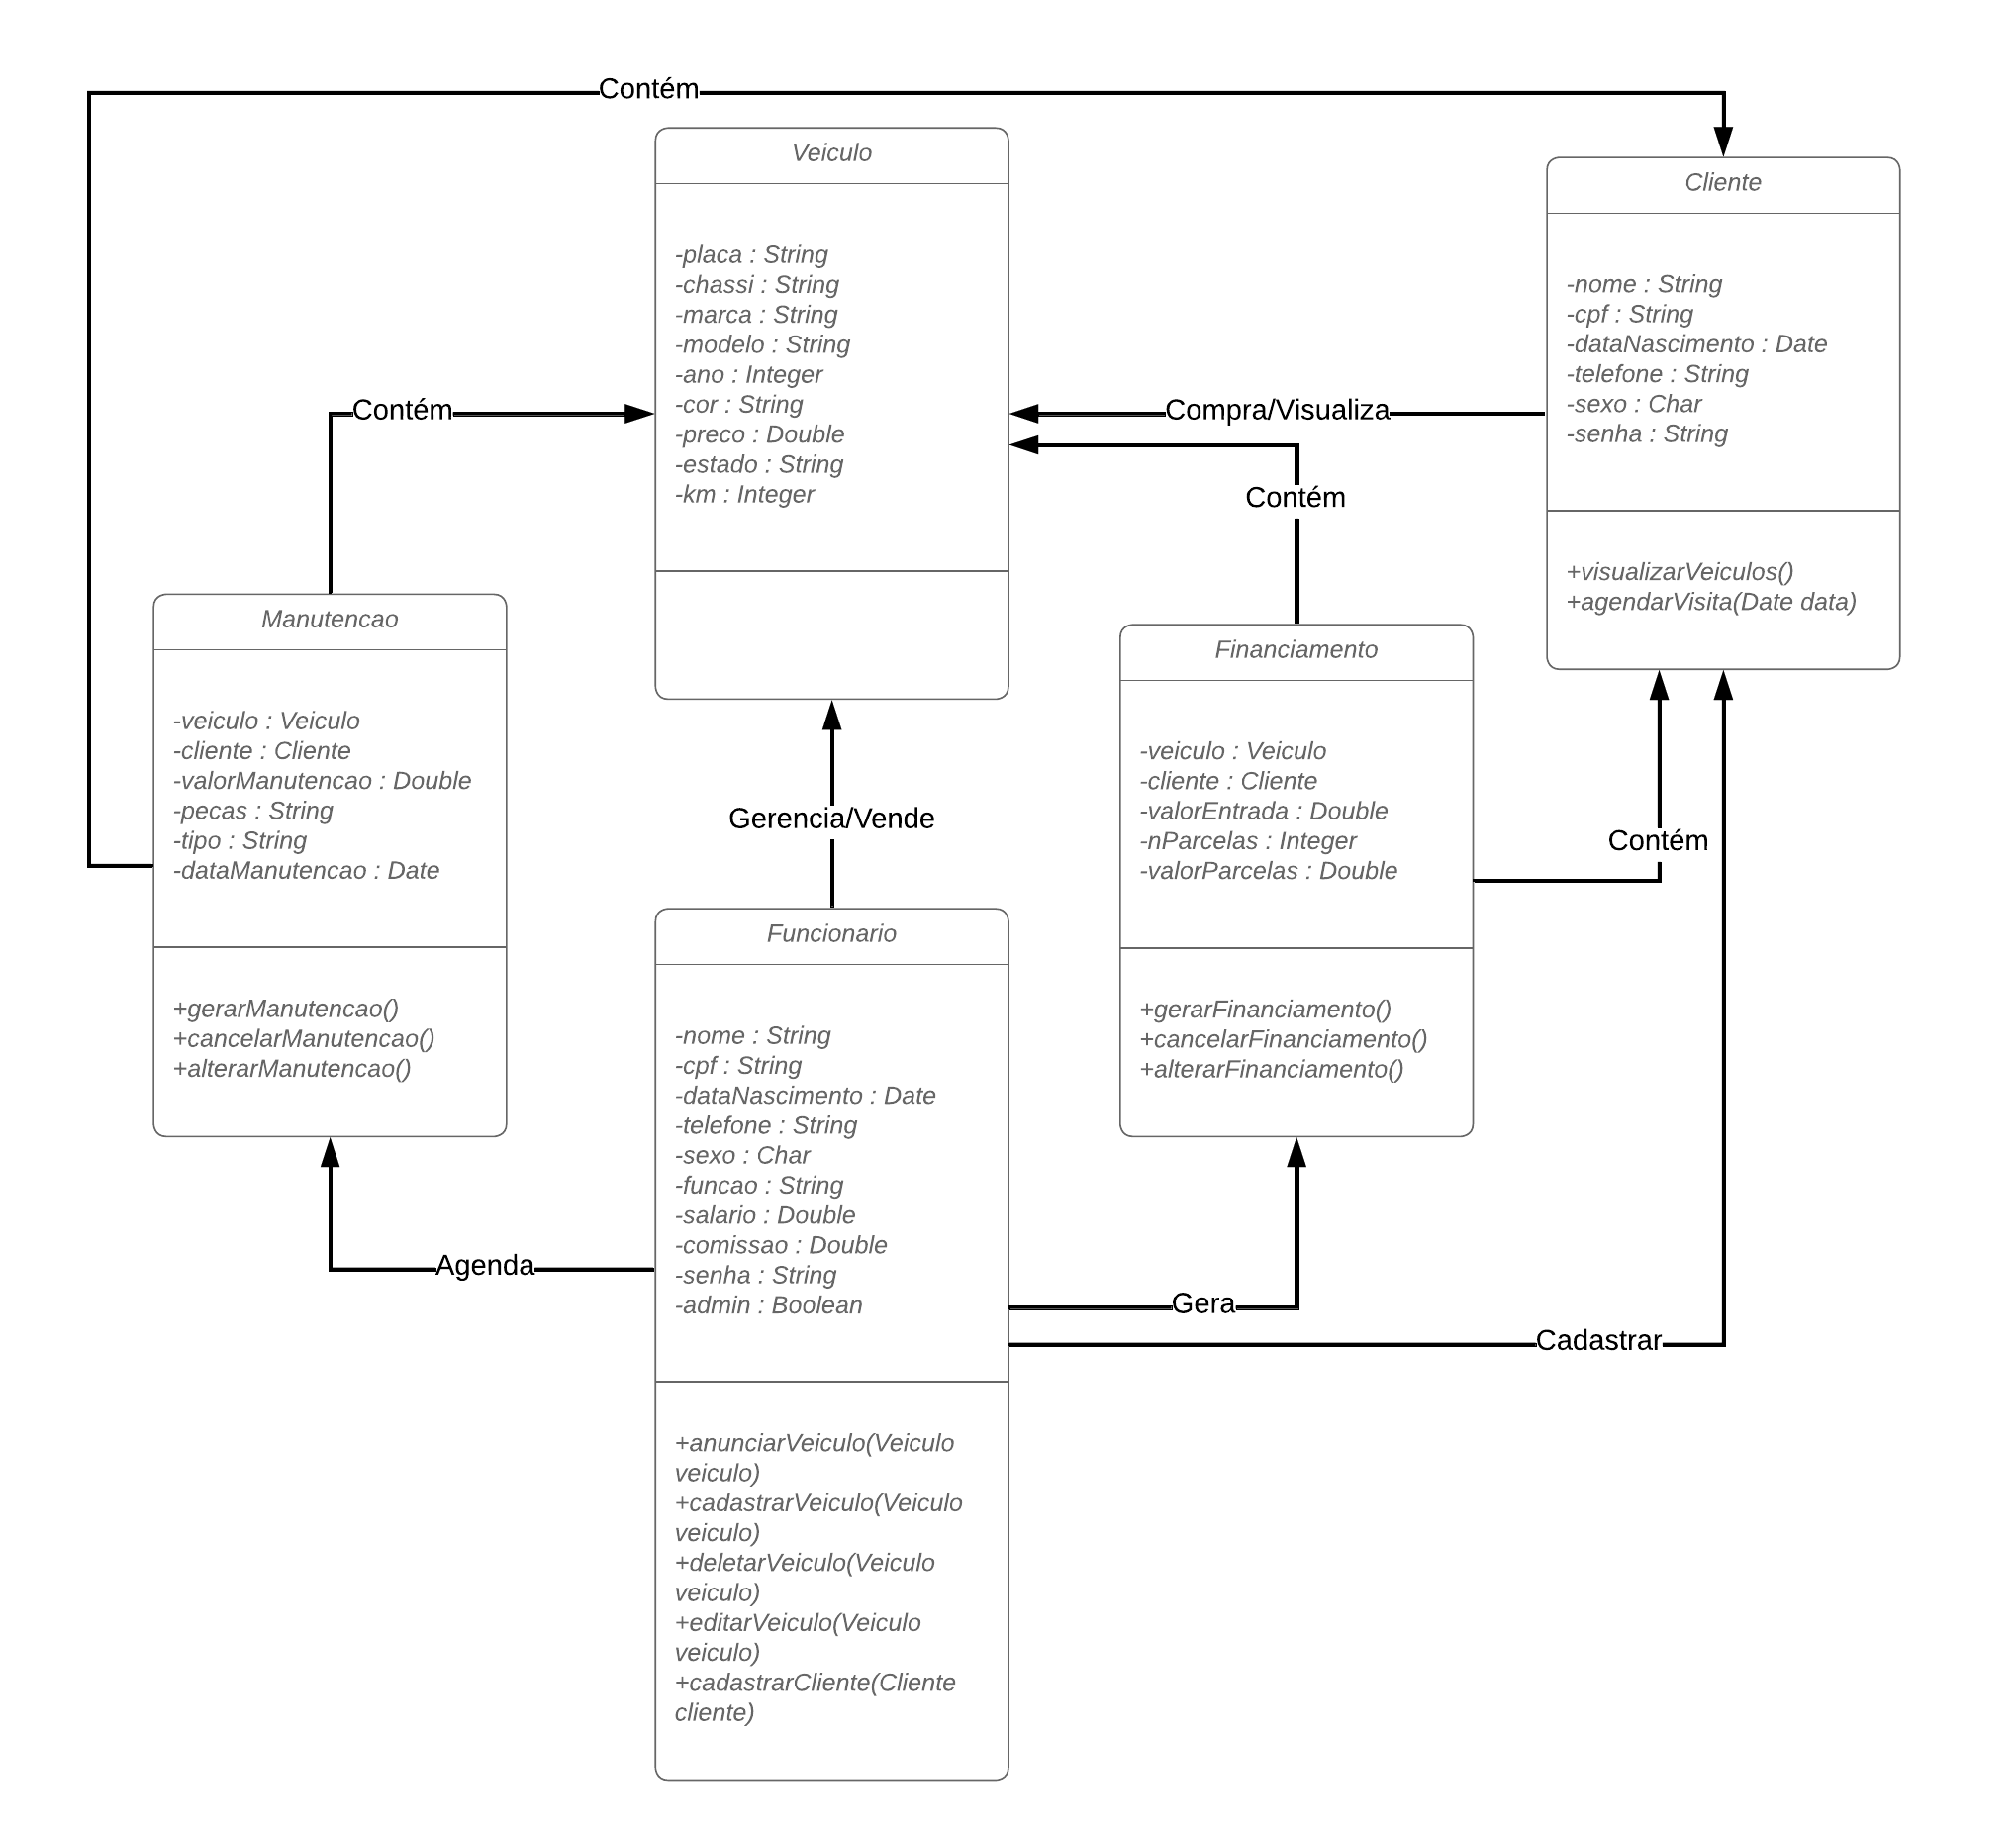 Contém
Veiculo
-placa : String
-chassi : String
-marca : String
-modelo : String
-ano : Integer
-cor : String
-preco : Double
-estado : String
-km : Integer
Cliente
-nome : String
-cpf : String
-dataNascimento : Date
-telefone : String
-sexo : Char
-senha : String
+visualizarVeiculos()
+agendarVisita(Date data)
Contém
Compra/Visualiza
Contém
Manutencao
-veiculo : Veiculo
-cliente : Cliente
-valorManutencao : Double
-pecas : String
-tipo : String
-dataManutencao : Date
+gerarManutencao()
+cancelarManutencao()
+alterarManutencao()
Gerencia/Vende
Financiamento
-veiculo : Veiculo
-cliente : Cliente
-valorEntrada : Double
-nParcelas : Integer
-valorParcelas : Double
+gerarFinanciamento()
+cancelarFinanciamento()
+alterarFinanciamento()
Contém
Funcionario
-nome : String
-cpf : String
-dataNascimento : Date
-telefone : String
-sexo : Char
-funcao : String
-salario : Double
-comissao : Double
-senha : String
-admin : Boolean
+anunciarVeiculo(Veiculo
veiculo)
+cadastrarVeiculo(Veiculo
veiculo)
+deletarVeiculo(Veiculo
veiculo)
+editarVeiculo(Veiculo
veiculo)
+cadastrarCliente(Cliente
cliente)
Agenda
Gera
Cadastrar